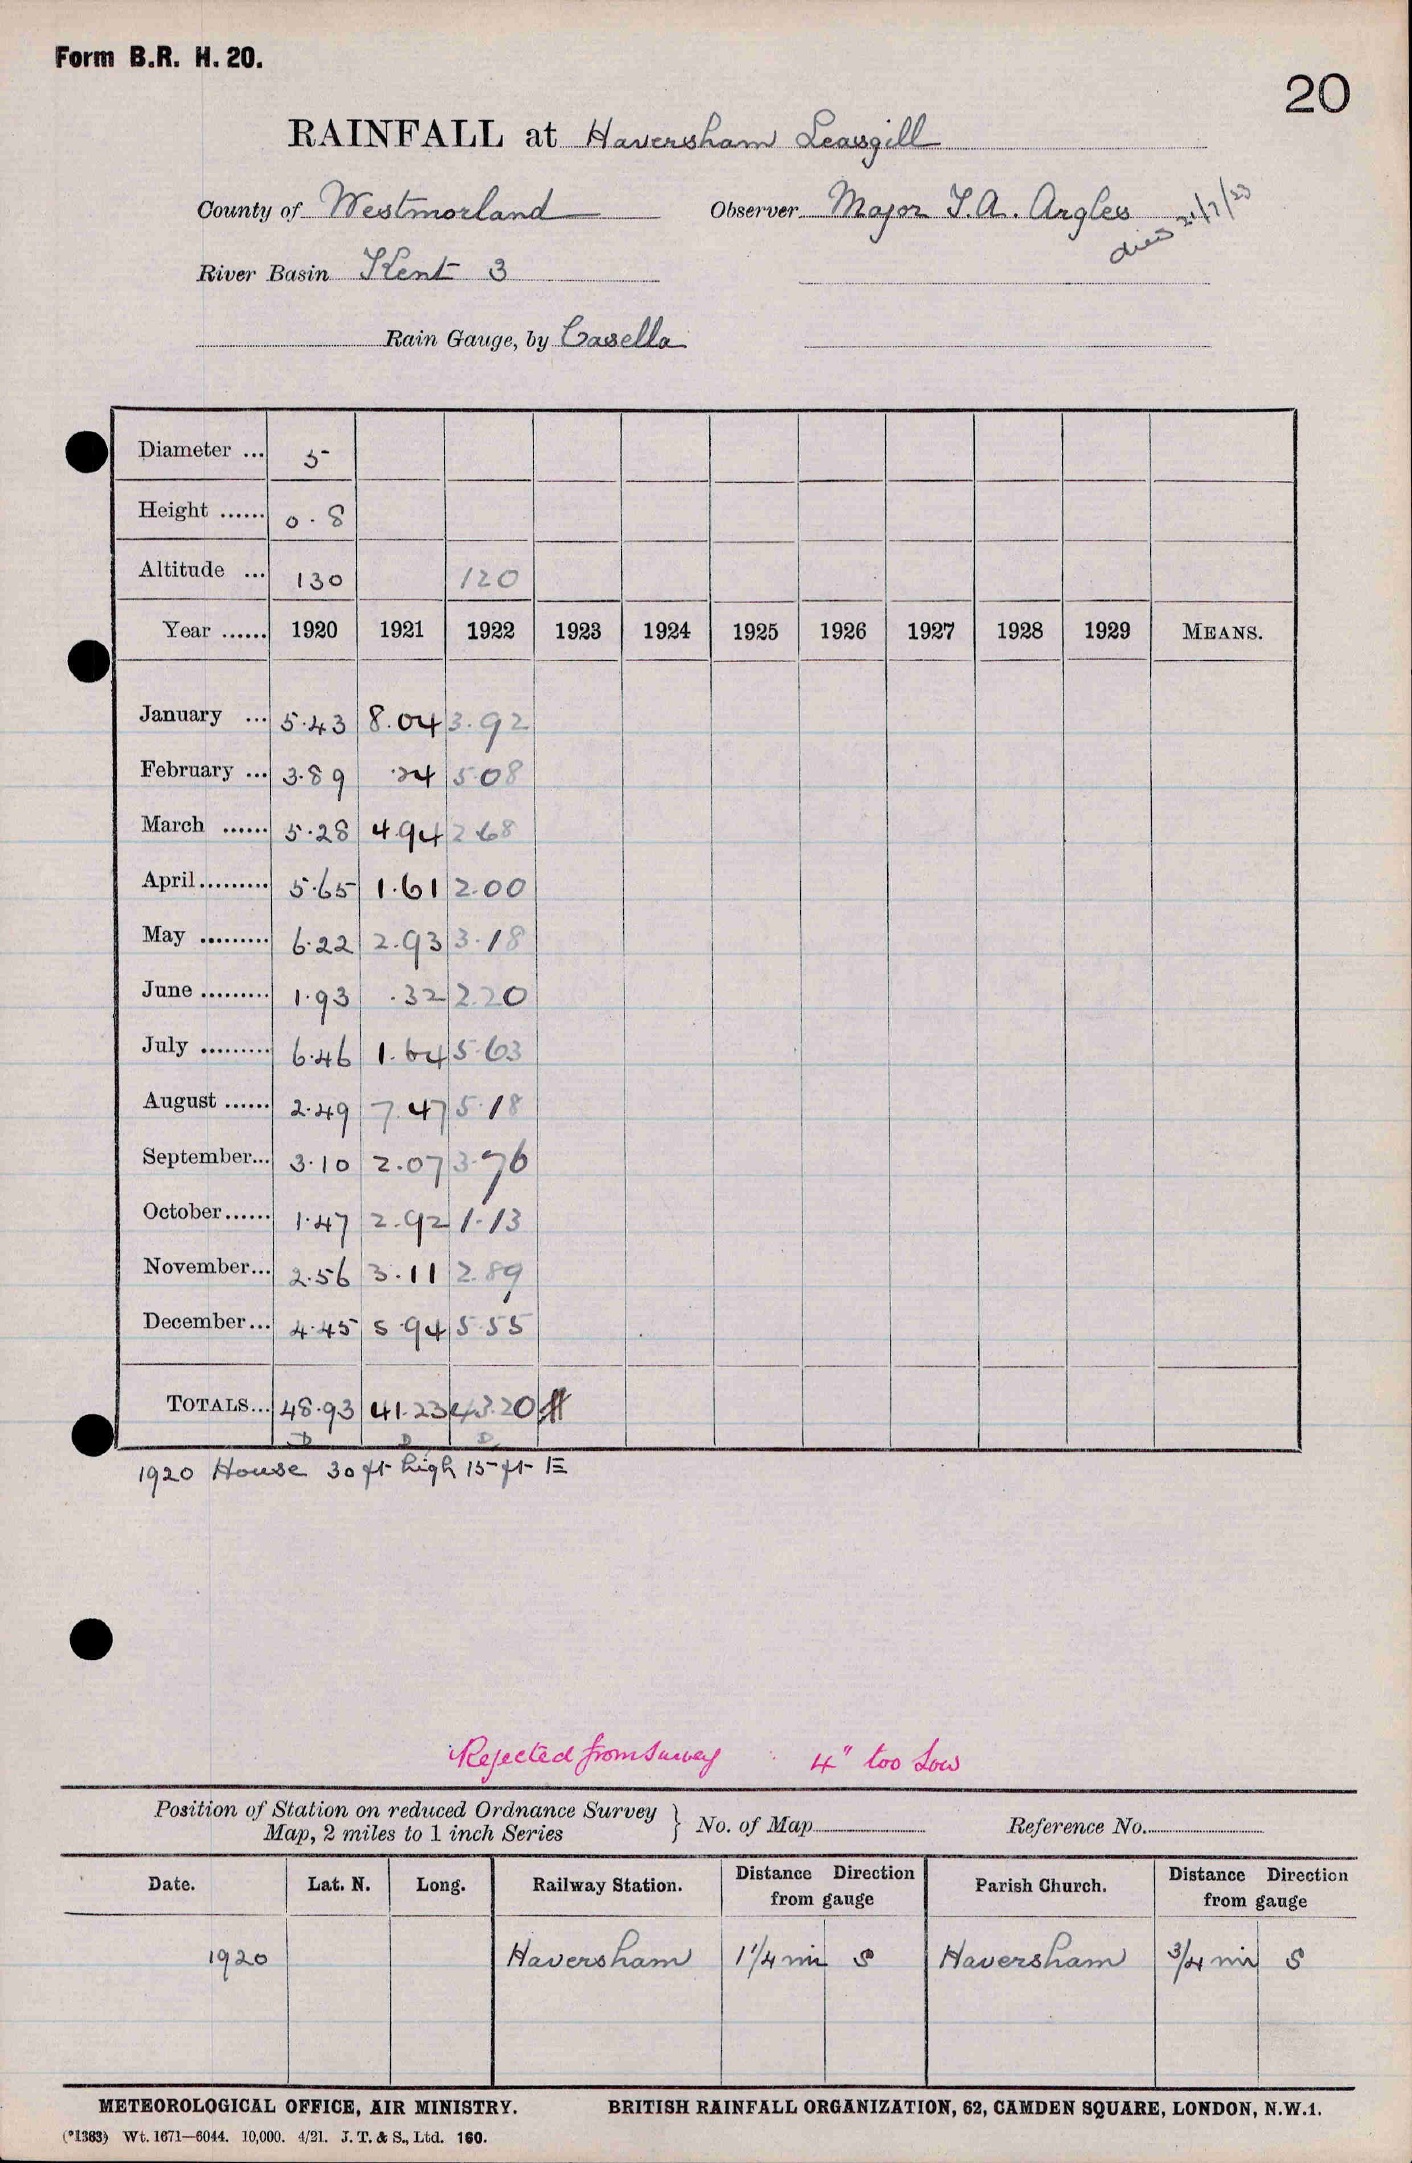 Form B.R. H. 20.
20
RAINFALL at Haversham Leasgill
County of Westmorland Observer Major T.A. Argles
died 21/7/23
River Basin Kent 3
Rain Gauge, by Casella
Diameter ... 5
Height ...... 0.8
Altitude ... 130 120
Year ...... 1920 1921 1922 1923 1924 1925 1926 1927 1928 1929 MEANS.
January ... 5.43 8.04 3.92
February ... 3.89 .24 5.08
March ...... 5.28 4.94 2.68
April......... 5.65 1.61 2.00
May ......... 6.22 2.93 3.18
June ......... 1.93 .32 2.20
July ......... 6.46 1.64 5.63
August ...... 2.49 7.47 5.18
September... 3.10 2.07 3.76
October...... 1.47 2.92 1.13
November... 2.56 3.11 2.89
December... 4.45 5.94 5.55
TOTALS... 48.93 41.23 43.20
D D D
1920 House 30 ft high 15 ft E
Rejected from Survey 4" too Low
Position of Station on reduced Ordnance Survey
Map, 2 miles to 1 inch Series } No. of Map Reference No.
Date. Lat. N. Long. Railway Station. Distance Direction from gauge Parish Church. Distance Direction from gauge
1920 Haversham 1 1/4 mi S Haversham 3/4 mi S
METEOROLOGICAL OFFICE, AIR MINISTRY. BRITISH RAINFALL ORGANIZATION, 62, CAMDEN SQUARE, LONDON, N.W.1.
(*1383) Wt. 1671—6044. 10,000. 4/21. J. T. & S., Ltd. 160.